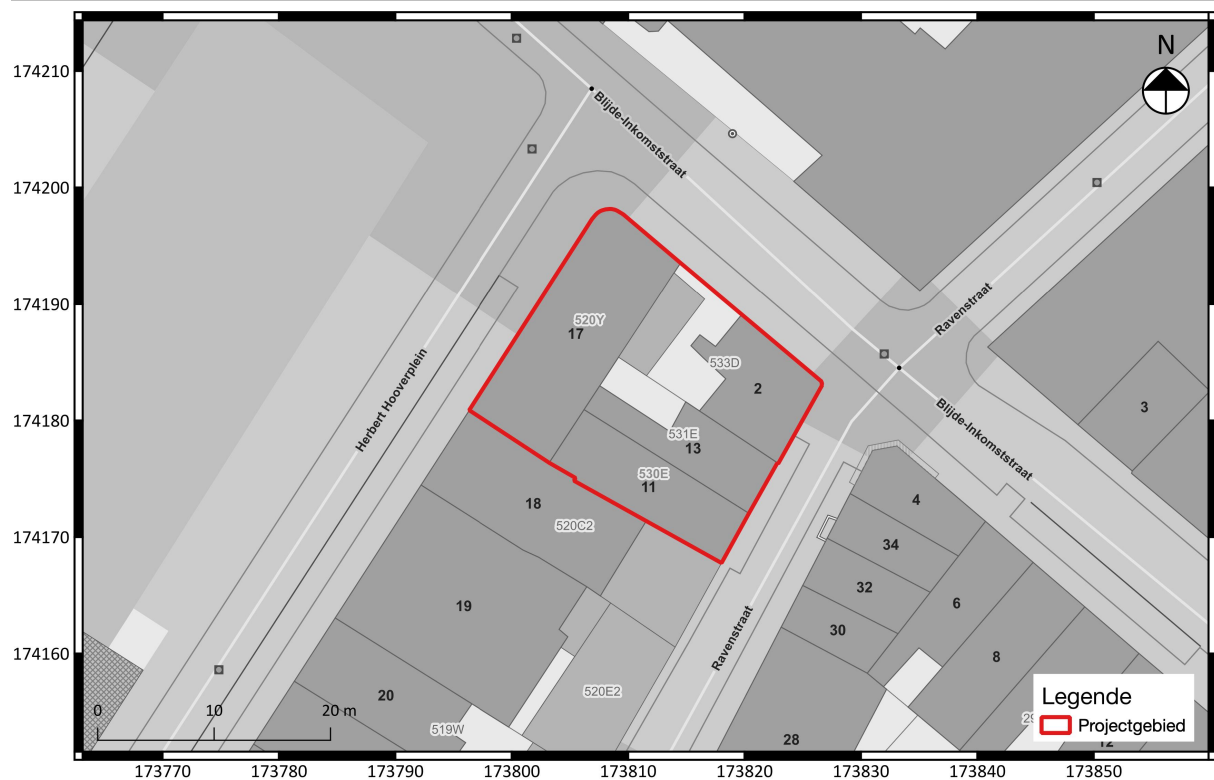 174210
174200
174190
174180
174170
174160
N
Blijde-Inkomststraat
Ravenstraat
Herbert Hooverplein
520Y
17
533D
2
531E
13
530E
11
3
Blijde-Inkomststraat
18
520C2
4
34
32
6
30
19
Ravenstraat
8
20
520E2
519W
28
12
0 10 20 m
Legende
Projectgebied
173770 173780 173790 173800 173810 173820 173830 173840 173850